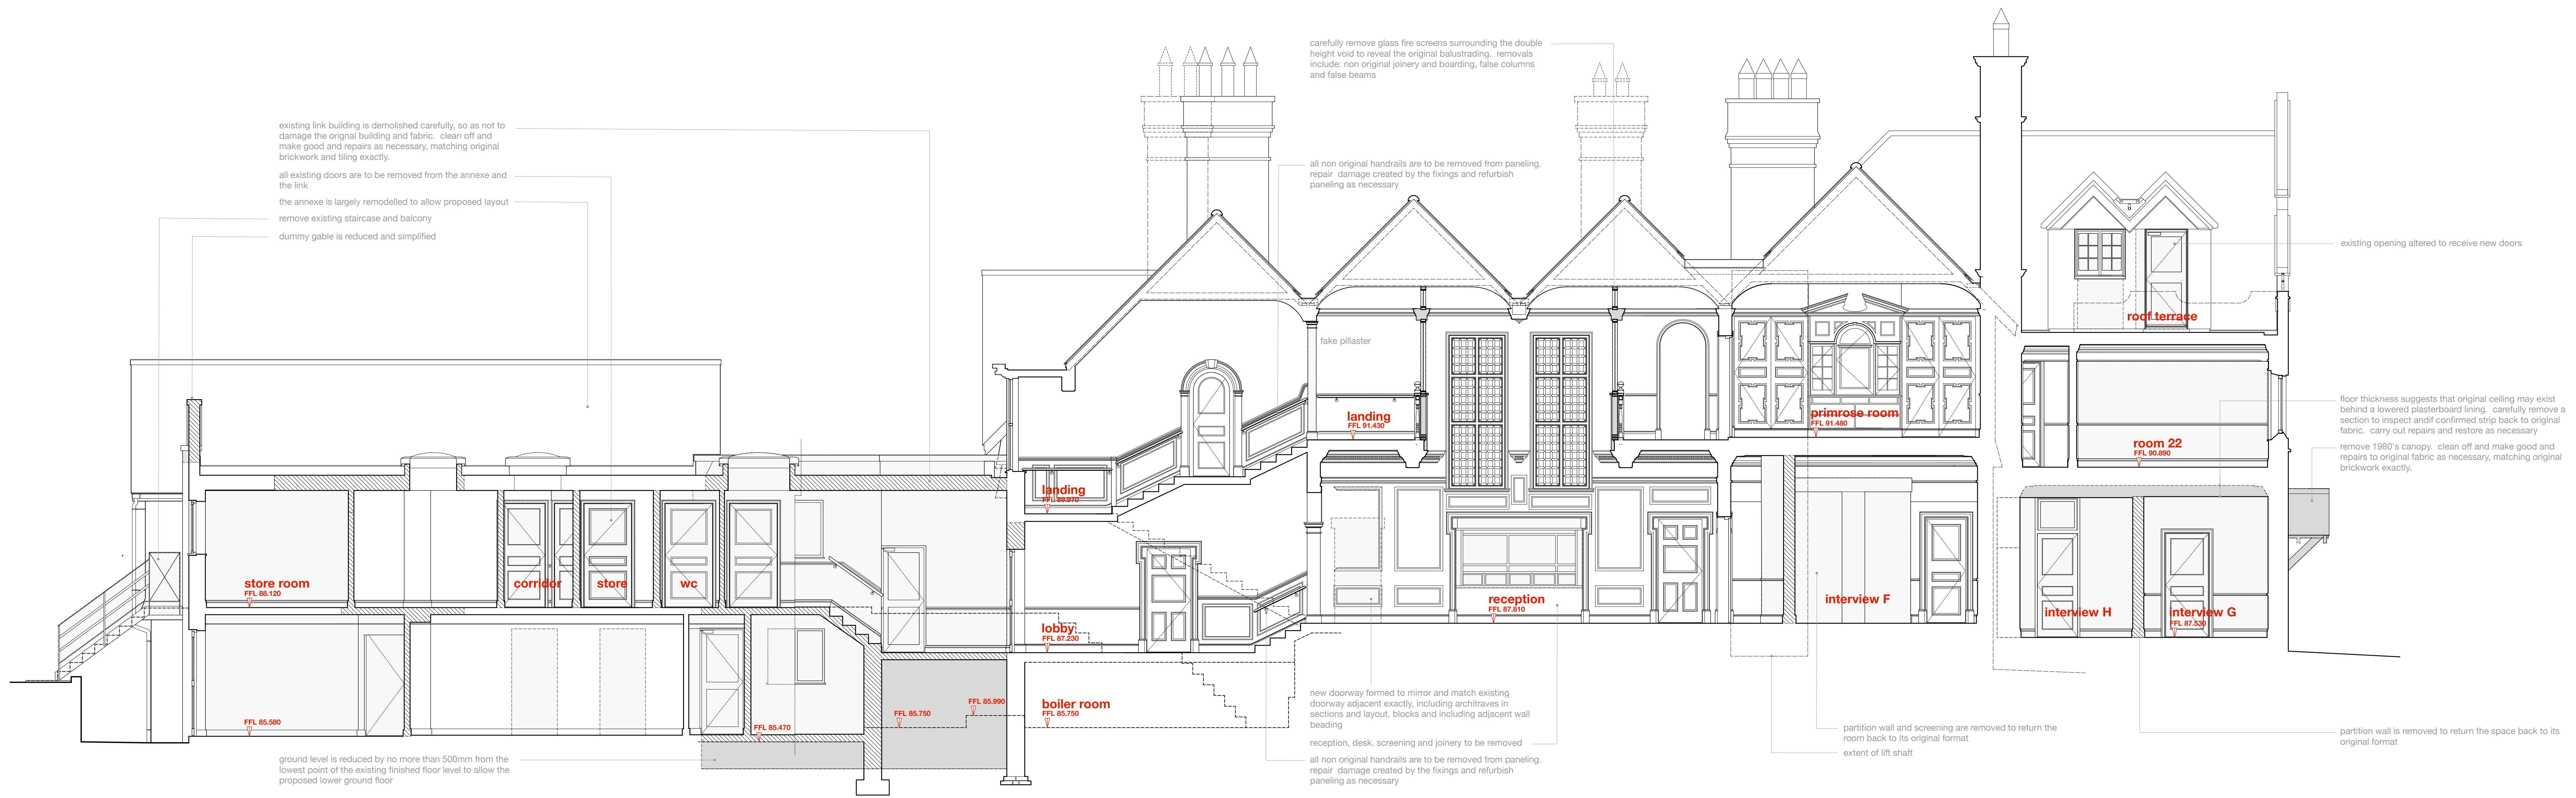 carefully remove glass fire screens surrounding the double
height void to reveal the original balustrading. removals
include: non original joinery and boarding, false columns
and false beams
existing link building is demolished carefully, so as not to
damage the orignal building and fabric. clean off and
make good and repairs as necessary, matching original
brickwork and tiling exactly.
all existing doors are to be removed from the annexe and
the link
the annexe is largely remodelled to allow proposed layout
remove existing staircase and balcony
dummy gable is reduced and simplified
all non original handrails are to be removed from paneling.
repair damage created by the fixings and refurbish
paneling as necessary
existing opening altered to receive new doors
roof terrace
fake pillaster
floor thickness suggests that original ceiling may exist
behind a lowered plasterboard lining. carefully remove a
section to inspect andif confirmed strip back to original
fabric. carry out repairs and restore as necessary
remove 1980's canopy. clean off and make good and
repairs to original fabric as necessary, matching original
brickwork exactly.
landing
FFL 91.430
primrose room
FFL 91.480
room 22
FFL 90.890
landing
FFL 89.970
store room
FFL 88.120
corridor
store
wc
lobby
FFL 87.230
reception
FFL 87.810
interview F
interview H
interview G
FFL 87.530
FFL 85.580
FFL 85.470
FFL 85.750
FFL 85.990
boiler room
FFL 85.750
new doorway formed to mirror and match existing
doorway adjacent exactly, including architraves in
sections and layout, blocks and including adjacent wall
beading
reception, desk, screening and joinery to be removed
all non original handrails are to be removed from paneling.
repair damage created by the fixings and refurbish
paneling as necessary
partition wall and screening are removed to return the
room back to its original format
extent of lift shaft
partition wall is removed to return the space back to its
original format
ground level is reduced by no more than 500mm from the
lowest point of the existing finished floor level to allow the
proposed lower ground floor